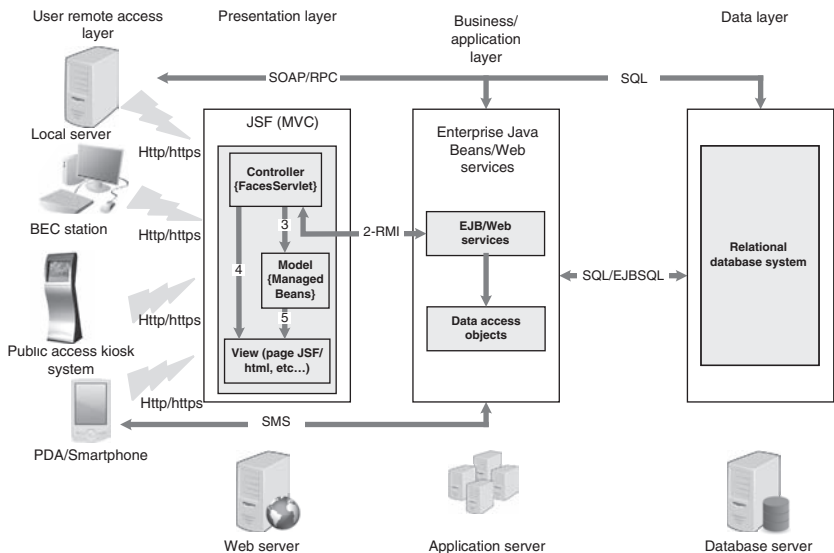 User remote access
layer
Presentation layer
Business/
application
layer
Data layer
SOAP/RPC
SQL
Local server
Http/https
JSF (MVC)
Enterprise Java
Beans/Web
services
Controller
{FacesServlet}
BEC station
Http/https
3
2-RMI
EJB/Web
services
Relational
database system
4
Model
{Managed
Beans}
SQL/EJBSQL
5
Http/https
Data access
objects
Public access kiosk
system
View (page JSF/
html, etc...)
Http/https
SMS
PDA/Smartphone
Web server
Application server
Database server